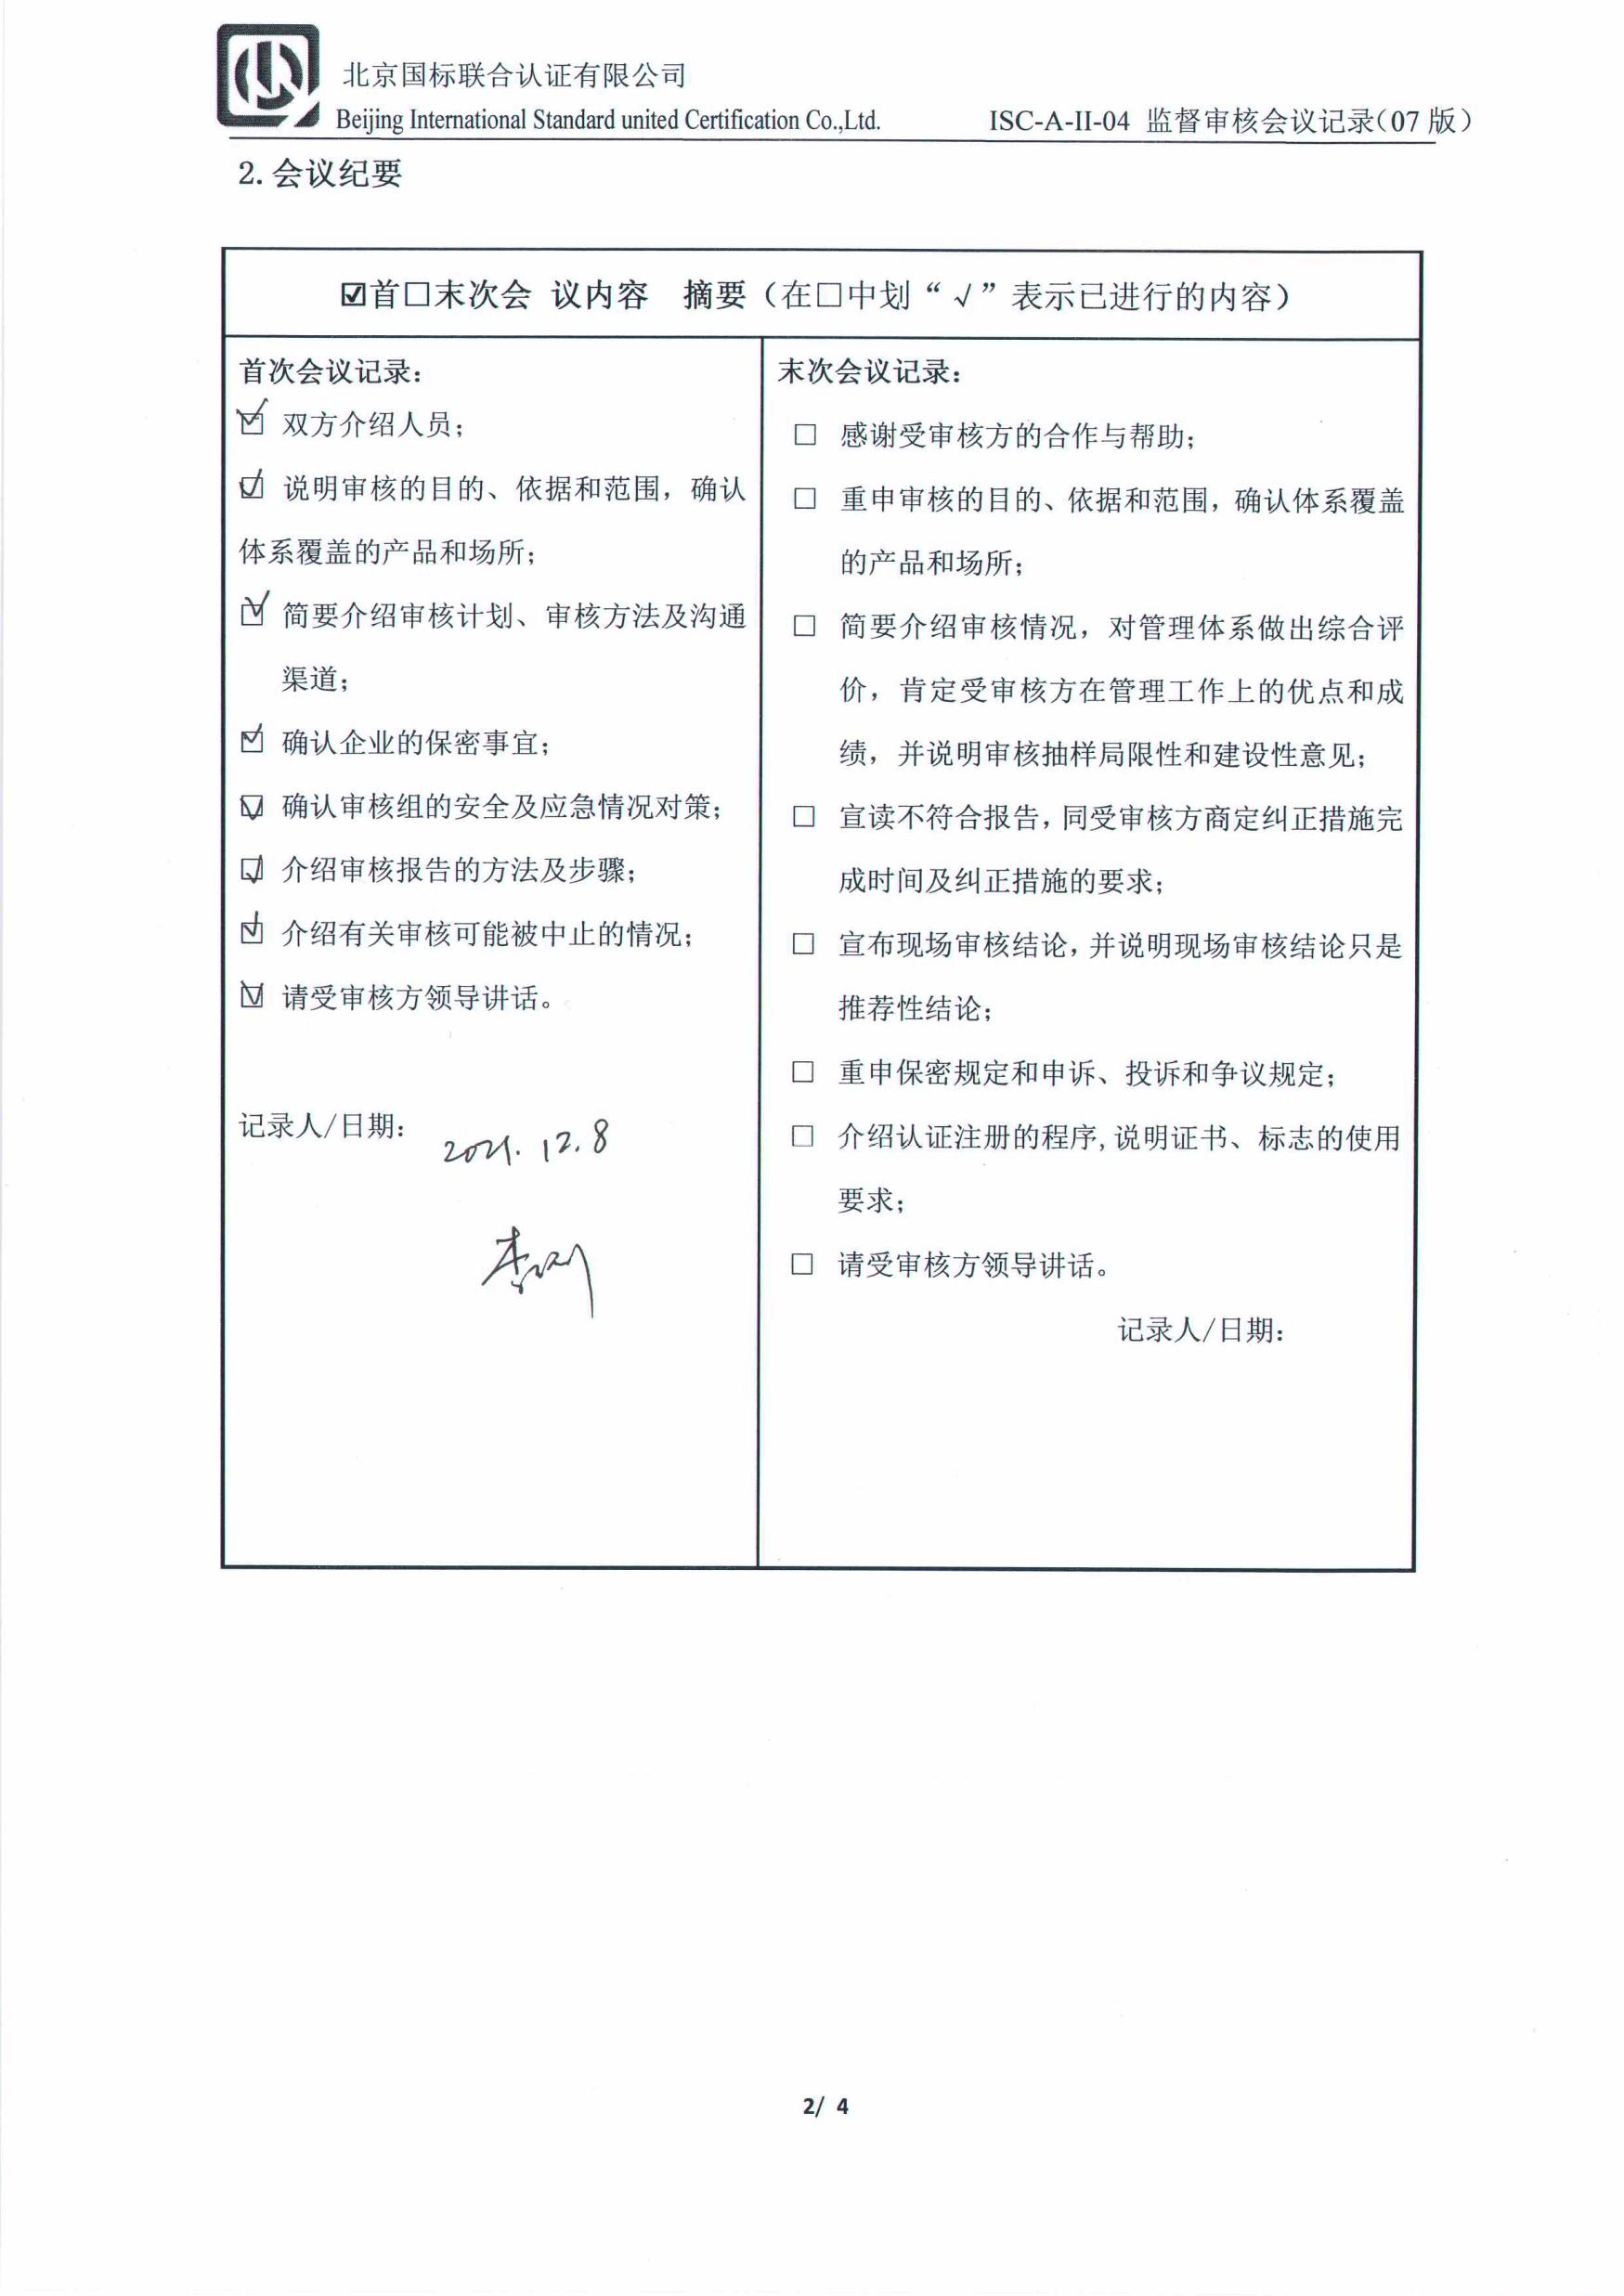 北京国标联合认证有限公司
Beijing International Standard united Certification Co.,Ltd. ISC-A-II-04 监督审核会议记录(07 版)
2. 会议纪要
☑首□末次会 议内容 摘要（在□中划“√”表示已进行的内容）
首次会议记录：
☑ 双方介绍人员；
☑ 说明审核的目的、依据和范围，确认
体系覆盖的产品和场所；
☑ 简要介绍审核计划、审核方法及沟通
渠道；
☑ 确认企业的保密事宜；
☑ 确认审核组的安全及应急情况对策；
☑ 介绍审核报告的方法及步骤；
☑ 介绍有关审核可能被中止的情况；
☑ 请受审核方领导讲话。
记录人/日期： 2021. 12. 8
末次会议记录：
□ 感谢受审核方的合作与帮助；
□ 重申审核的目的、依据和范围，确认体系覆盖
的产品和场所；
□ 简要介绍审核情况，对管理体系做出综合评
价，肯定受审核方在管理工作上的优点和成
绩，并说明审核抽样局限性和建设性意见；
□ 宣读不符合报告，同受审核方商定纠正措施完
成时间及纠正措施的要求；
□ 宣布现场审核结论，并说明现场审核结论只是
推荐性结论；
□ 重申保密规定和申诉、投诉和争议规定；
□ 介绍认证注册的程序,说明证书、标志的使用
要求；
□ 请受审核方领导讲话。
记录人/日期：
2/ 4